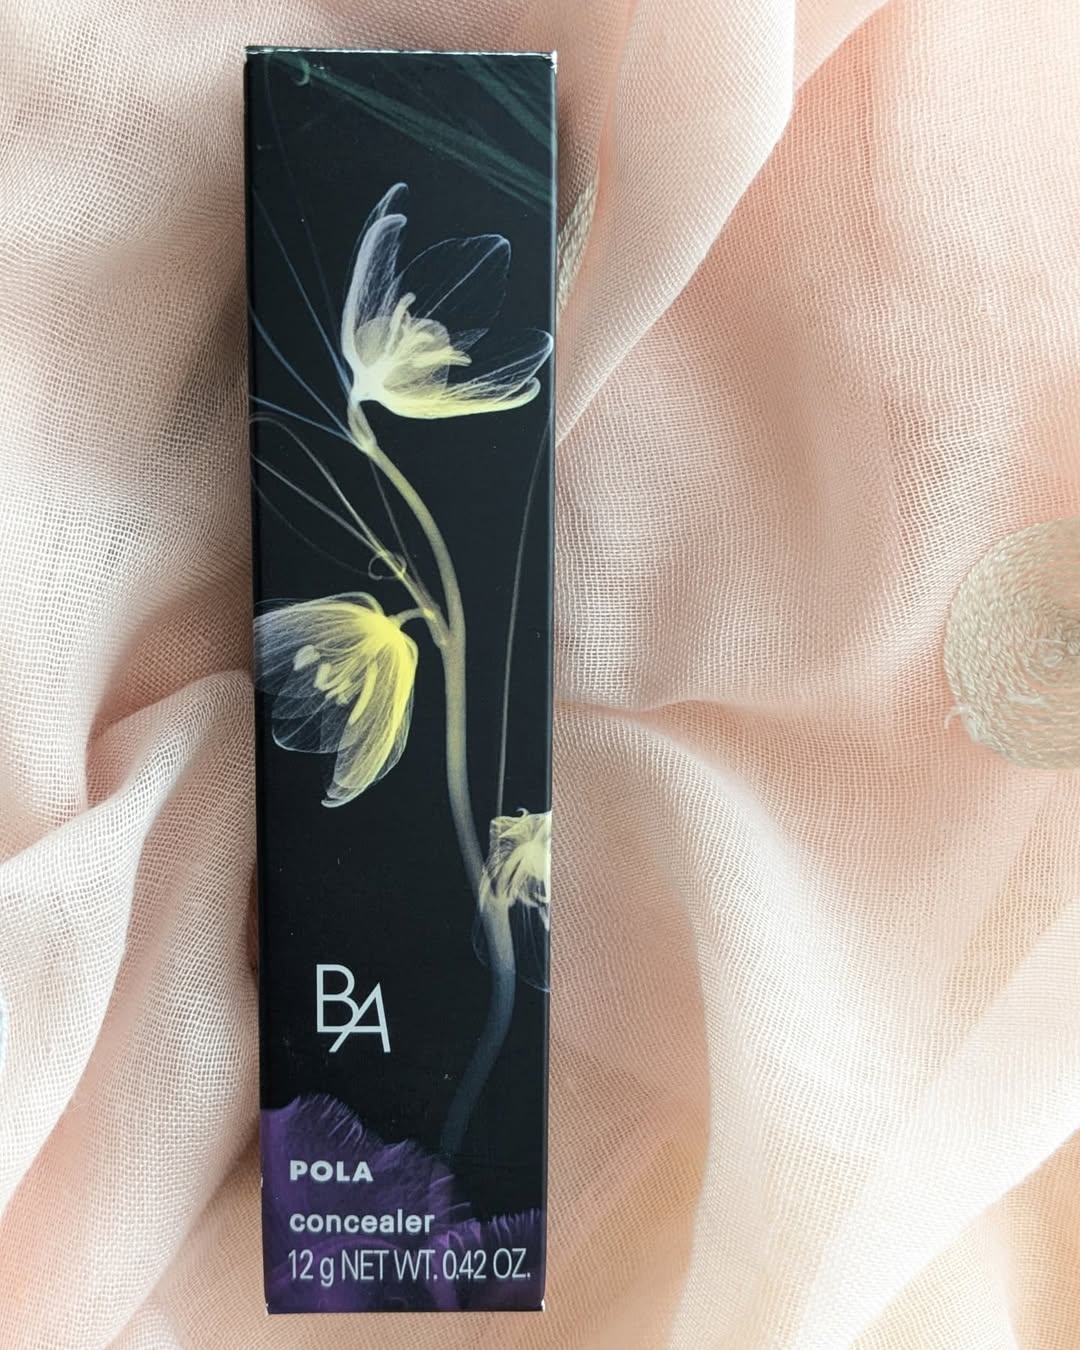 BA
POLA
concealer
12 g NET WT. 0.42 OZ.